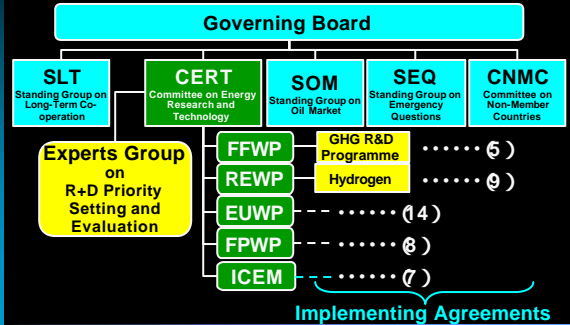 Governing Board
SLT
Standing Group on
Long-Term Co-
operation
CERT
Committee on Energy
Research and
Technology
SOM
Standing Group on
Oil Market
SEQ
Standing Group on
Emergency
Questions
CNMC
Committee on
Non-Member
Countries
Experts Group
on
R+D Priority
Setting and
Evaluation
FFWP
GHG R&D
Programme
······(5)
REWP
Hydrogen
······(9)
EUWP
······(14)
FPWP
······(8)
ICEM
······(7)
Implementing Agreements